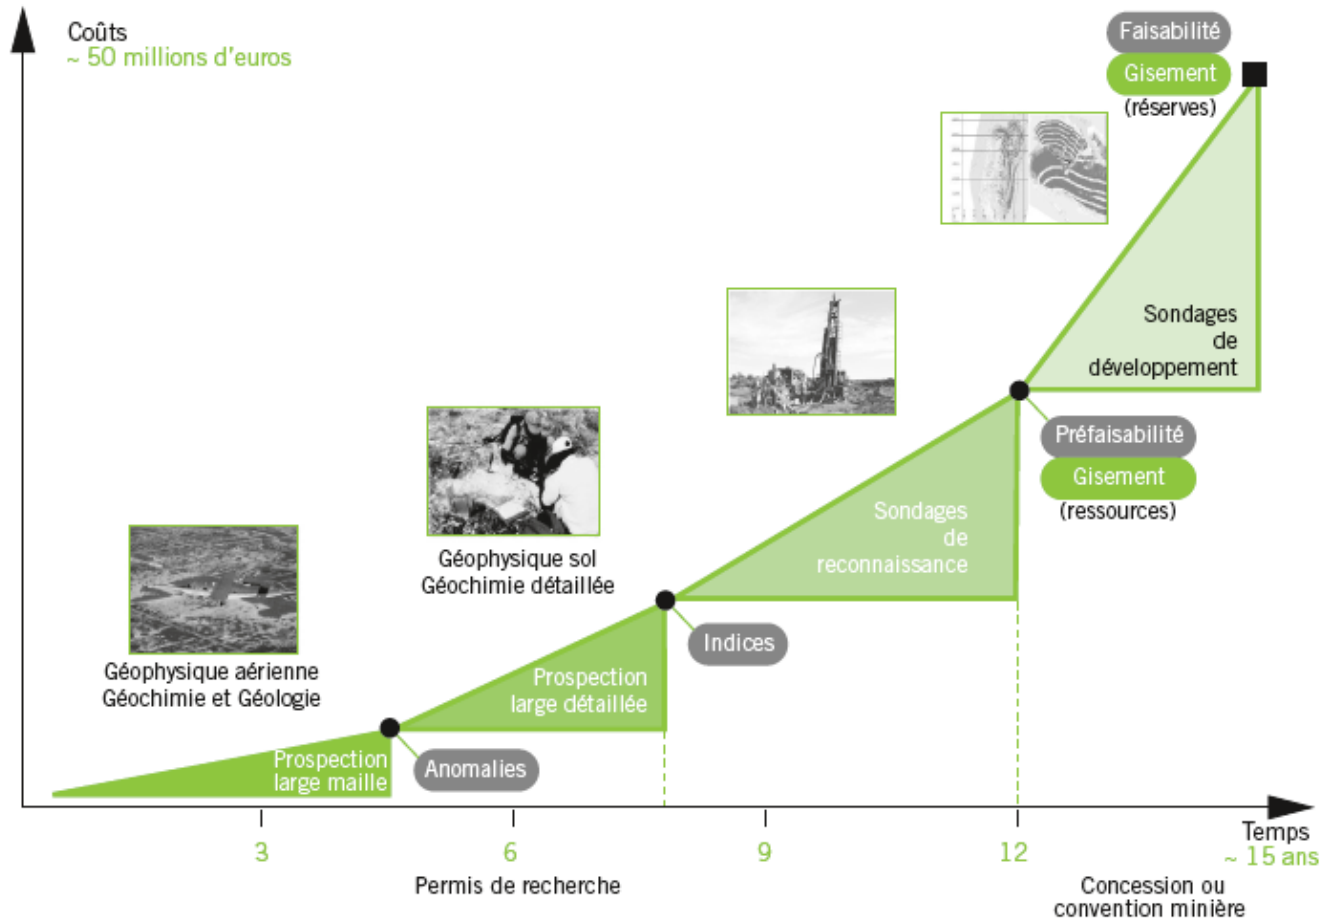 Coûts
~ 50 millions d'euros
Faisabilité
Gisement
(réserves)
Sondages
de
développement
Préfaisabilité
Gisement
(ressources)
Sondages
de
reconnaissance
Géophysique sol
Géochimie détaillée
Indices
Prospection
large détaillée
Géophysique aérienne
Géochimie et Géologie
Prospection
large maille
Anomalies
3
6
9
12
Temps
~ 15 ans
Permis de recherche
Concession ou
convention minière